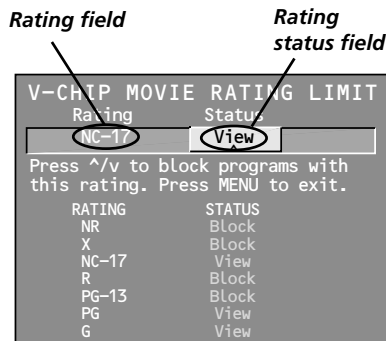 Rating field
Rating
status field
V-CHIP MOVIE RATING LIMIT
Rating Status
NC-17 View
Press ^/v to block programs with
this rating. Press MENU to exit.
RATING STATUS
NR Block
X Block
NC-17 View
R Block
PG-13 Block
PG View
G View